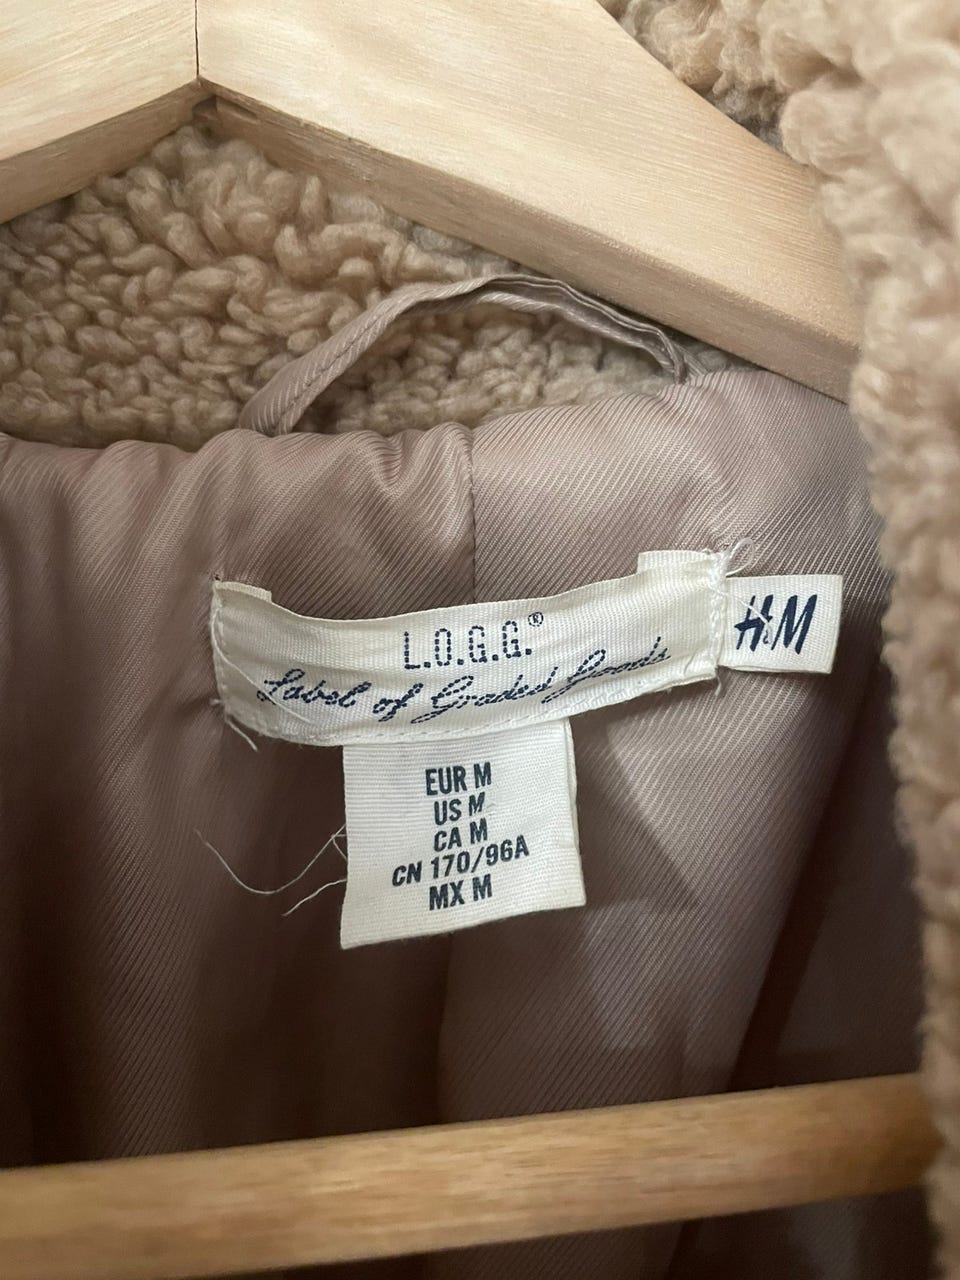 L.O.G.G.®
Label of Graded Goods
H&M
EUR M
US M
CA M
CN 170/96A
MX M